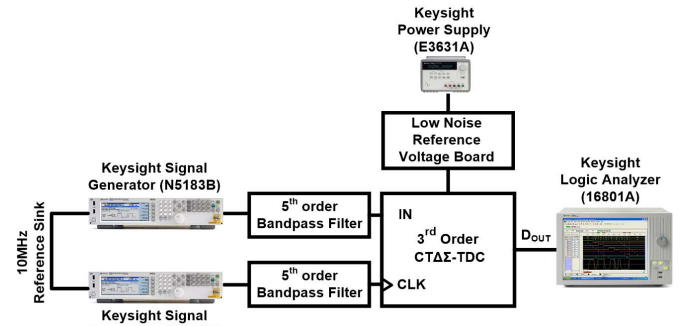 Keysight
Power Supply
(E3631A)
Low Noise
Reference
Voltage Board
Keysight Signal
Generator (N5183B)
Keysight
Logic Analyzer
(16801A)
10MHz
Reference Sink
5th order
Bandpass Filter
IN
3rd Order
CTΔΣ-TDC
DOUT
5th order
Bandpass Filter
CLK
Keysight Signal